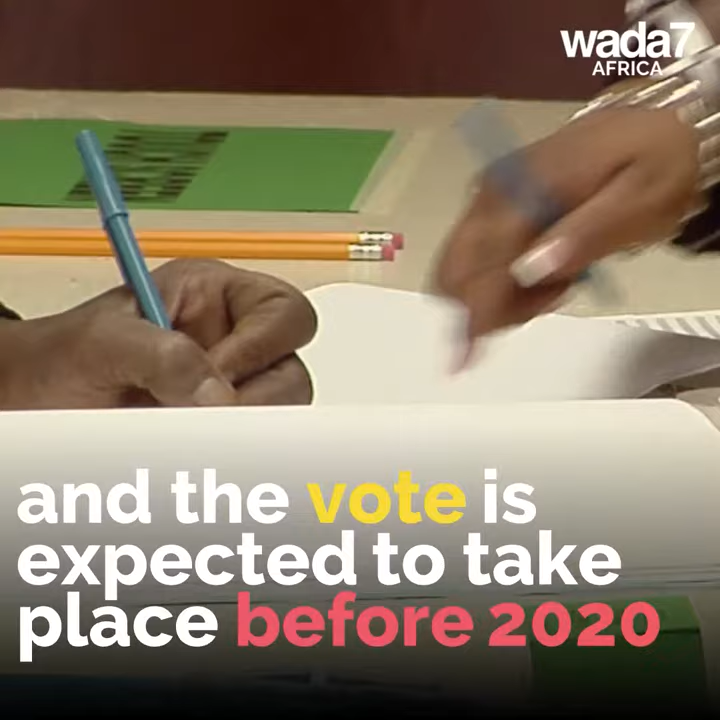 wada7
AFRICA
and the vote is
expected to take
place before 2020